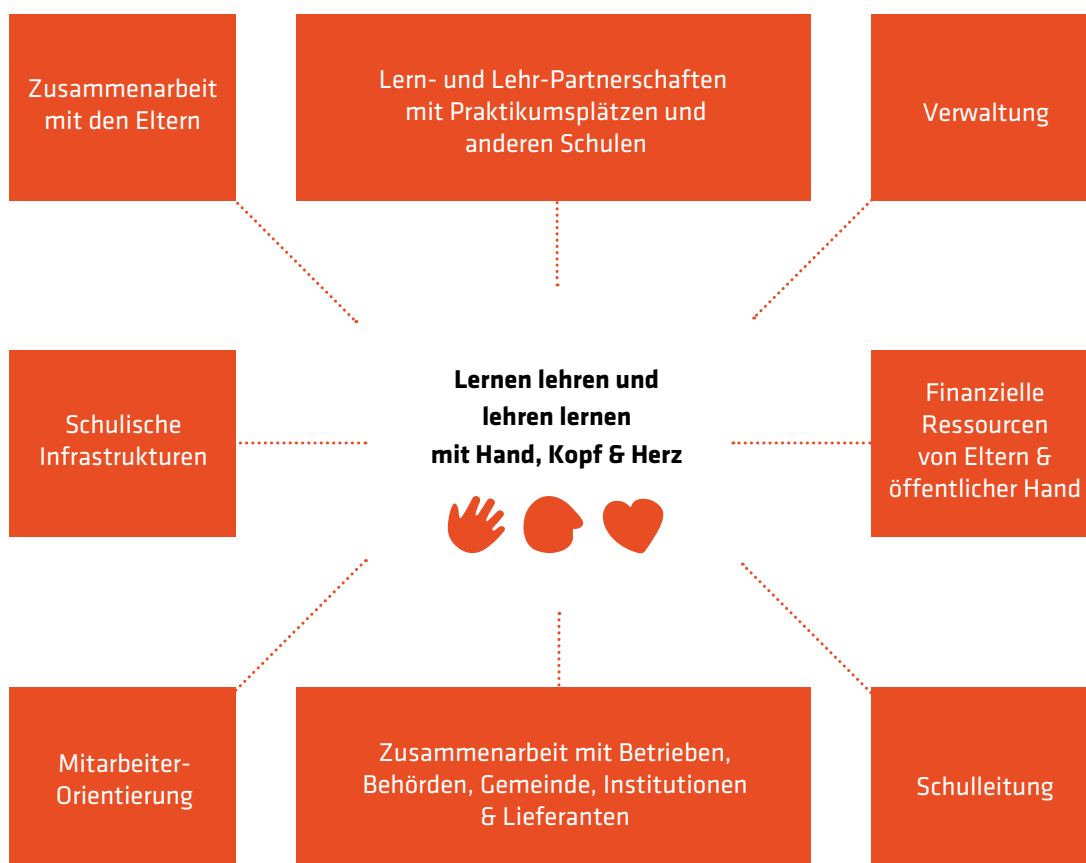 Zusammenarbeit
mit den Eltern
Lern- und Lehr-Partnerschaften
mit Praktikumsplätzen und
anderen Schulen
Verwaltung
Schulische
Infrastrukturen
Lernen lehren und
lehren lernen
mit Hand, Kopf & Herz
Finanzielle
Ressourcen
von Eltern &
öffentlicher Hand
Mitarbeiter-
Orientierung
Zusammenarbeit mit Betrieben,
Behörden, Gemeinde, Institutionen
& Lieferanten
Schulleitung